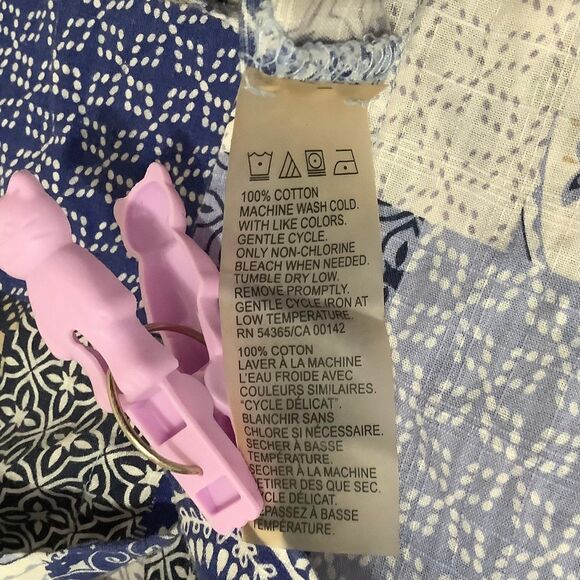 100% COTTON
MACHINE WASH COLD.
WITH LIKE COLORS.
GENTLE CYCLE.
ONLY NON-CHLORINE
BLEACH WHEN NEEDED.
TUMBLE DRY LOW.
REMOVE PROMPTLY.
GENTLE CYCLE IRON AT
LOW TEMPERATURE.
RN 54365/CA 00142
100% COTON
LAVER À LA MACHINE
L'EAU FROIDE AVEC
COULEURS SIMILAIRES.
"CYCLE DÉLICAT".
BLANCHIR SANS
CHLORE SI NÉCESSAIRE.
SECHER À BASSE
TEMPÉRATURE.
SECHER À LA MACHINE
RETIRER DES QUE SEC.
CYCLE DÉLICAT.
REPASSEZ À BASSE
TEMPÉRATURE.